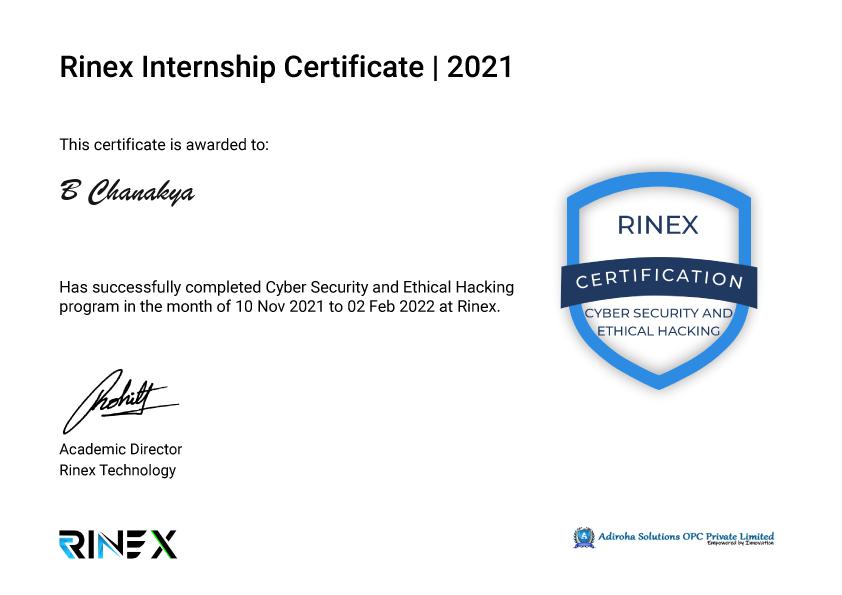 Rinex Internship Certificate | 2021
This certificate is awarded to:
B Chanakya
Has successfully completed Cyber Security and Ethical Hacking
program in the month of 10 Nov 2021 to 02 Feb 2022 at Rinex.
RINEX
CERTIFICATION
CYBER SECURITY AND
ETHICAL HACKING
Academic Director
Rinex Technology
RINEX
Adiroha Solutions OPC Private Limited
Empowered by Innovation